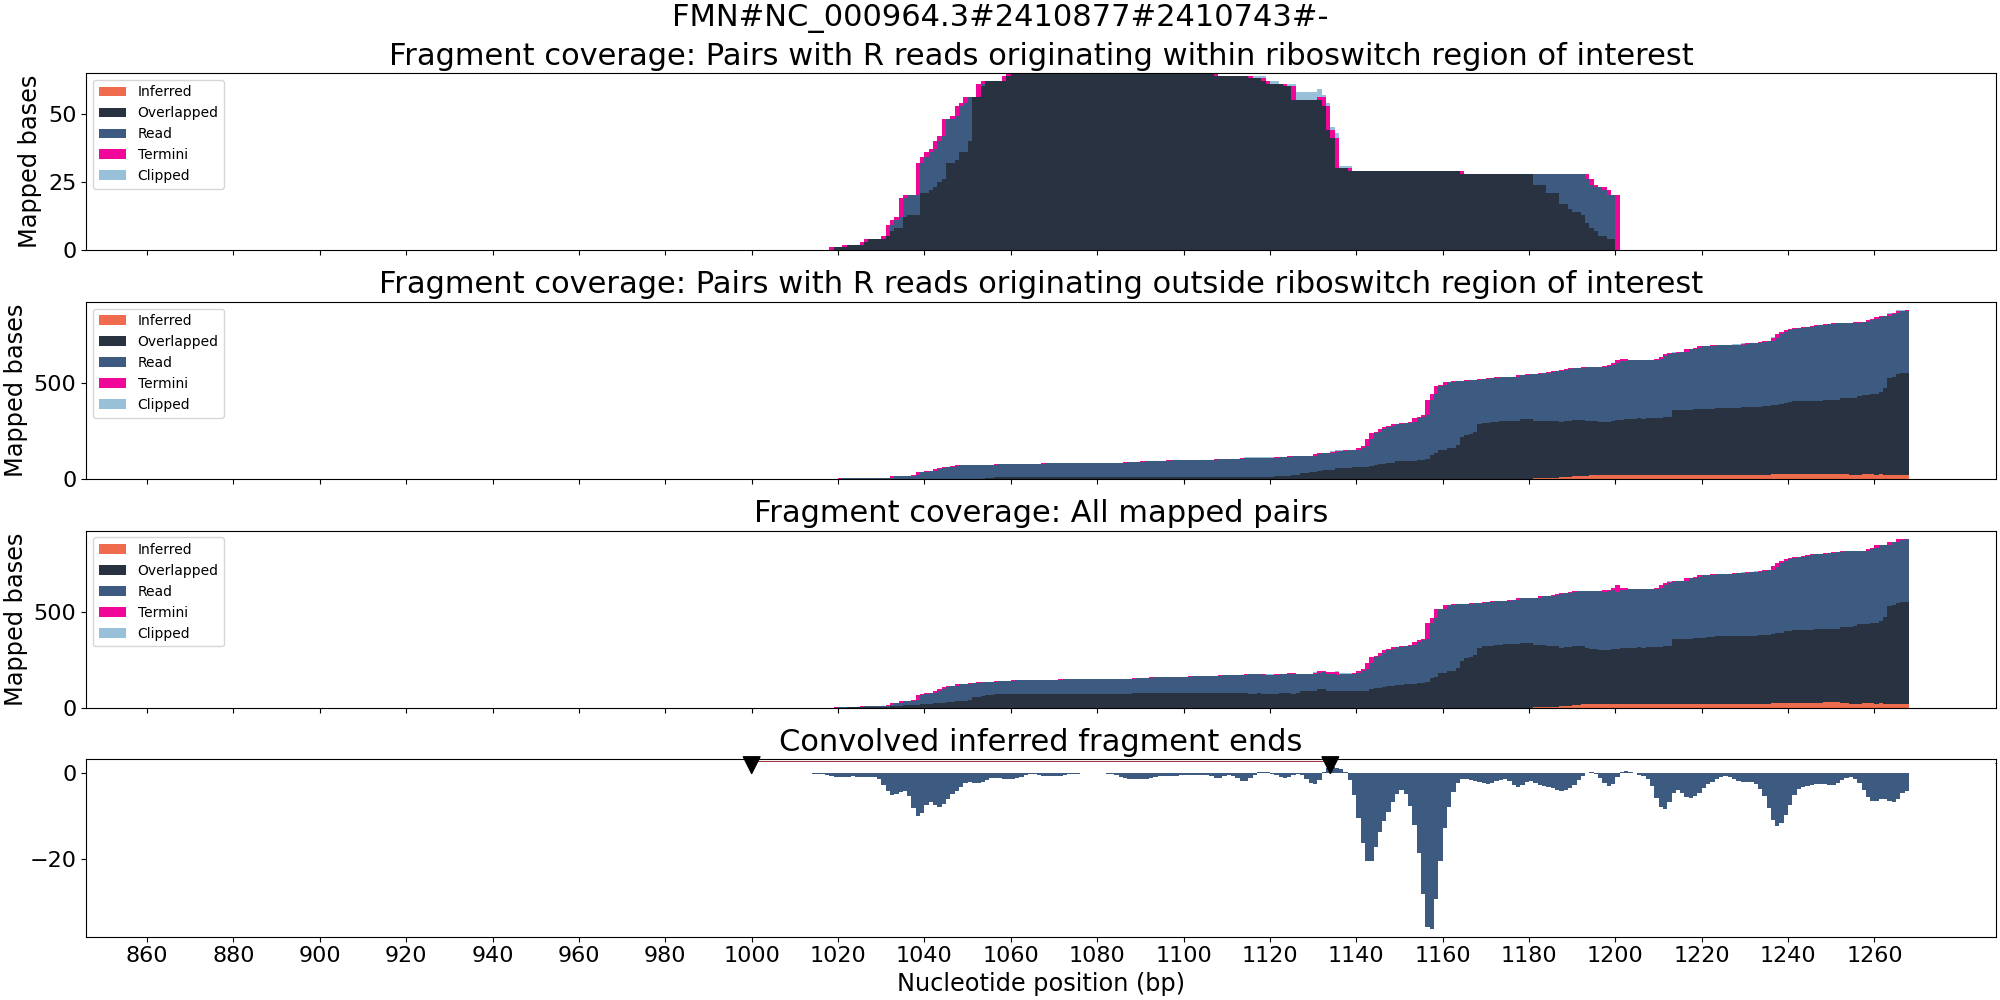 FMN#NC_000964.3#2410877#2410743#-
Fragment coverage: Pairs with R reads originating within riboswitch region of interest
Mapped bases
50
25
0
Inferred
Overlapped
Read
Termini
Clipped
Fragment coverage: Pairs with R reads originating outside riboswitch region of interest
Mapped bases
500
0
Inferred
Overlapped
Read
Termini
Clipped
Fragment coverage: All mapped pairs
Mapped bases
500
0
Inferred
Overlapped
Read
Termini
Clipped
Convolved inferred fragment ends
0
−20
860 880 900 920 940 960 980 1000 1020 1040 1060 1080 1100 1120 1140 1160 1180 1200 1220 1240 1260
Nucleotide position (bp)